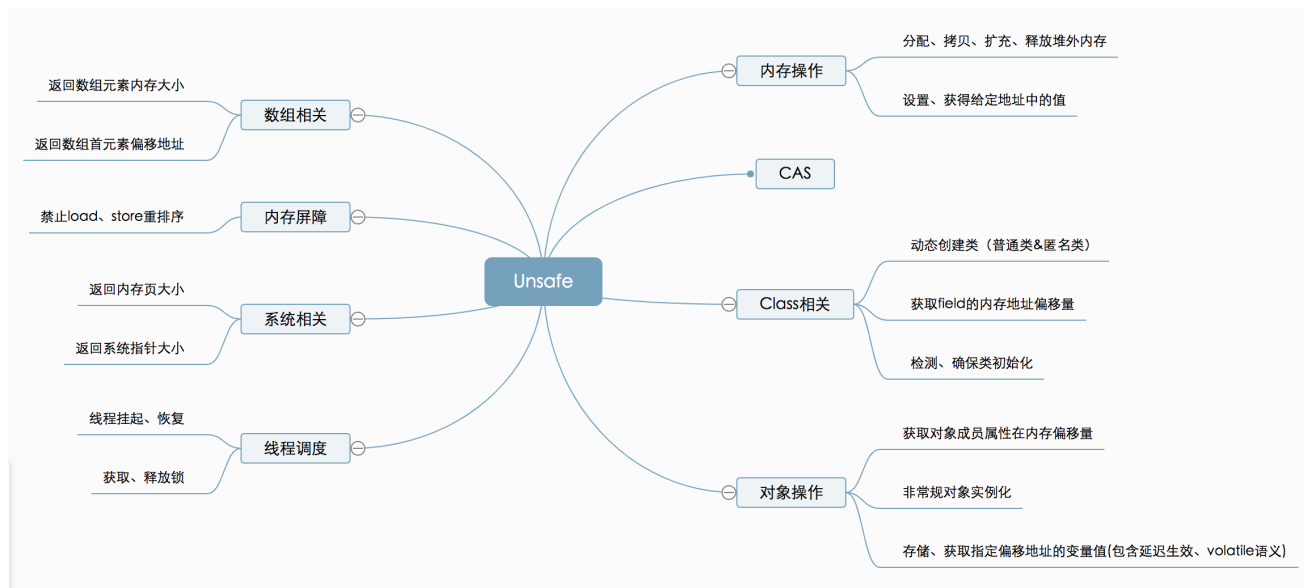 Unsafe
内存操作
分配、拷贝、扩充、释放堆外内存
设置、获得给定地址中的值
CAS
Class相关
动态创建类（普通类&匿名类）
获取field的内存地址偏移量
检测、确保类初始化
对象操作
获取对象成员属性在内存偏移量
非常规对象实例化
存储、获取指定偏移地址的变量值(包含延迟生效、volatile语义)
数组相关
返回数组元素内存大小
返回数组首元素偏移地址
内存屏障
禁止load、store重排序
系统相关
返回内存页大小
返回系统指针大小
线程调度
线程挂起、恢复
获取、释放锁